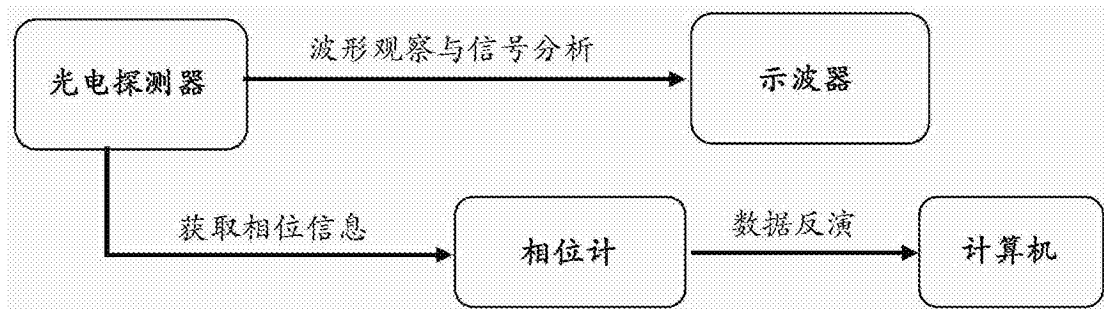 波形观察与信号分析
光电探测器
示波器
获取相位信息
相位计
数据反演
计算机